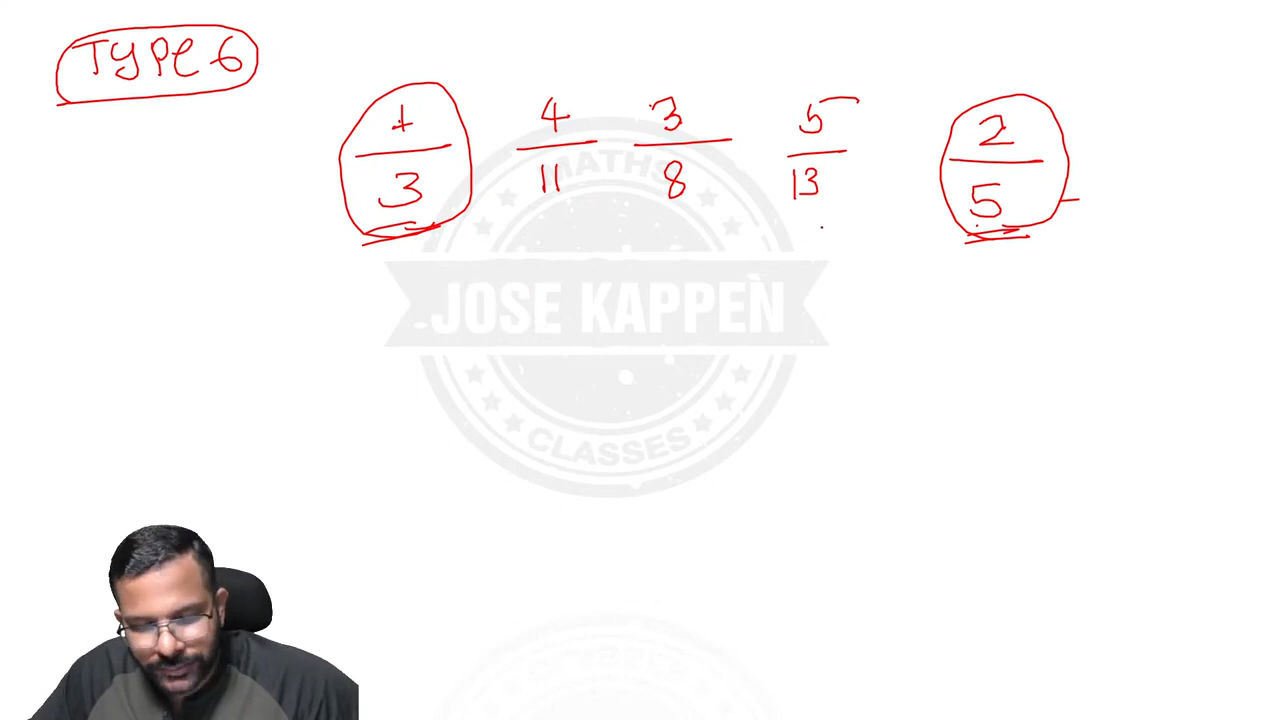 TYPE 6
1/3 4/11 3/8 5/13 2/5
MATHS
JOSE KAPPEN
CLASSES